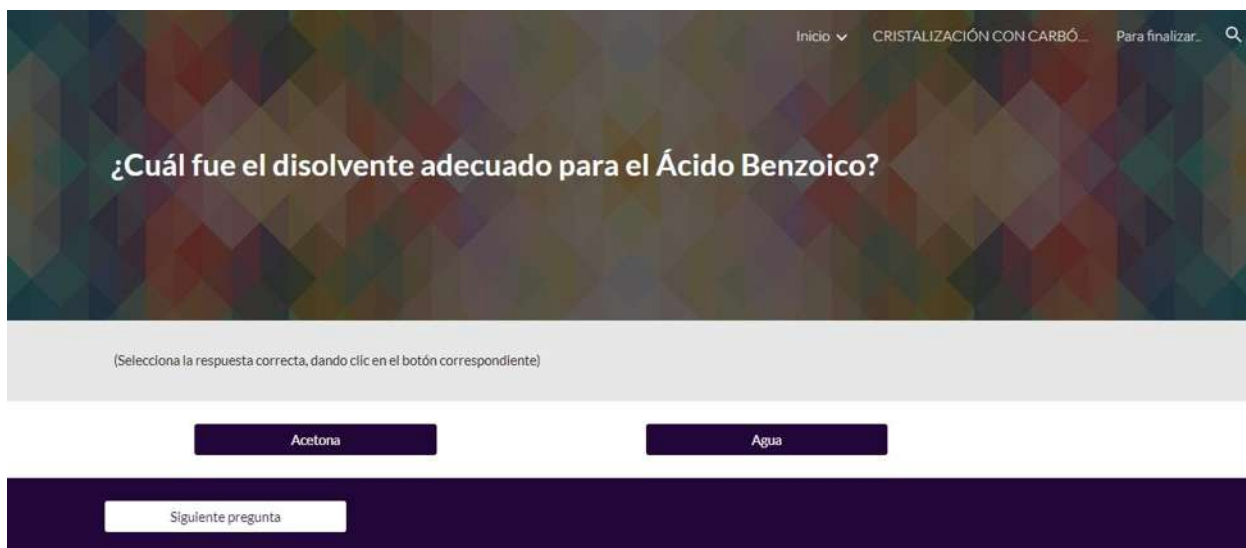 Inicio CRISTALIZACIÓN CON CARBÓ... Para finalizar...
¿Cuál fue el disolvente adecuado para el Ácido Benzoico?
(Selecciona la respuesta correcta, dando clic en el botón correspondiente)
Acetona Agua
Siguiente pregunta